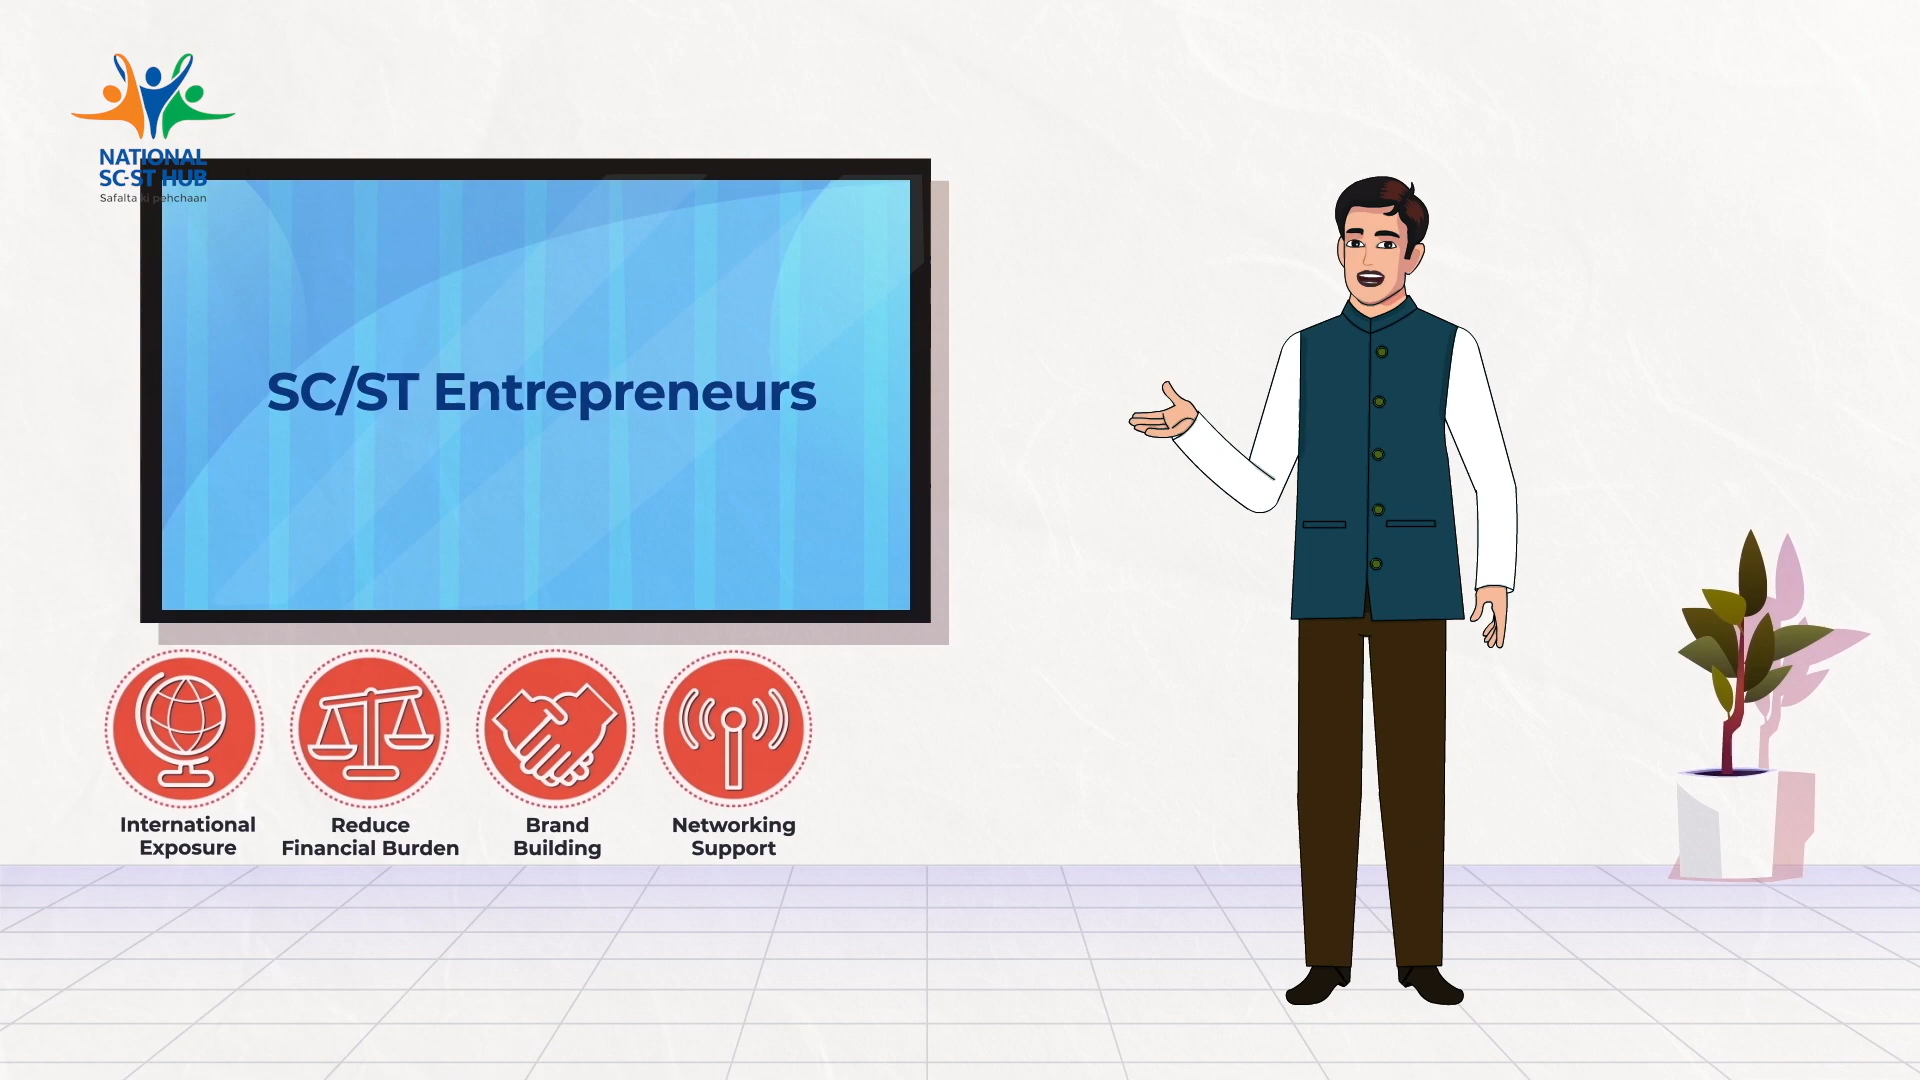 NATIONAL
SC-ST HUB
Safalta ki pehchaan
SC/ST Entrepreneurs
International
Exposure
Reduce
Financial Burden
Brand
Building
Networking
Support